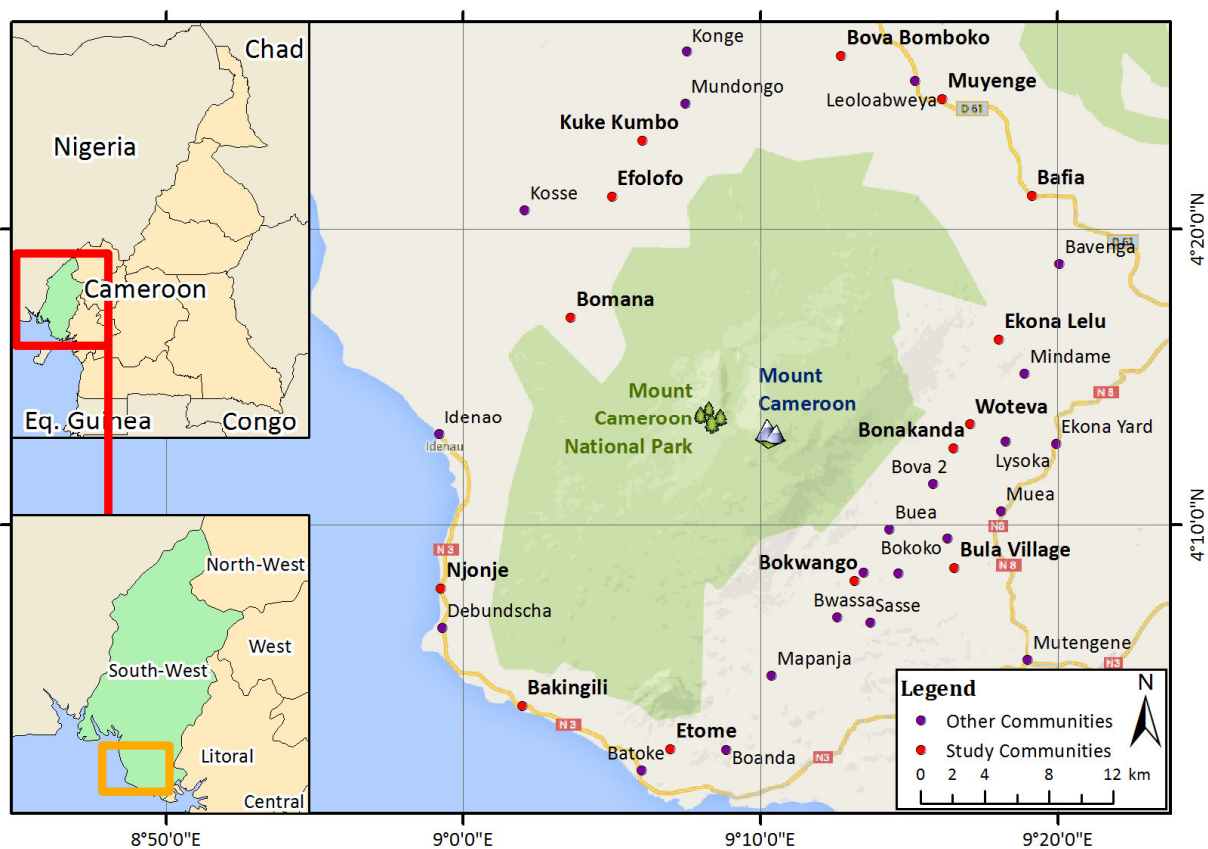 Chad
Nigeria
Cameroon
Eq. Guinea
Congo
North-West
West
South-West
Litoral
Central
Konge
Bova Bomboko
Mundongo
Muyenge
Leoloabweya
D 61
Kuke Kumbo
Efolofo
Kosse
Bafia
D 61
Bavenga
Bomana
Ekona Lelu
Mindame
N 8
Mount
Cameroon
National Park
Mount
Cameroon
Idenao
Idenau
Woteva
Bonakanda
Ekona Yard
Lysoka
Bova 2
Muea
Buea
N8
Bokoko
Bula Village
N 8
N 3
Njonje
Bokwango
Debundscha
Bwassa
Sasse
Mutengene
N3
Mapanja
Bakingili
N 3
Etome
Batoke
Boanda
N3
Legend
N
Other Communities
Study Communities
0 2 4 8 12 km
4°20'0"N
4°10'0"N
8°50'0"E
9°0'0"E
9°10'0"E
9°20'0"E